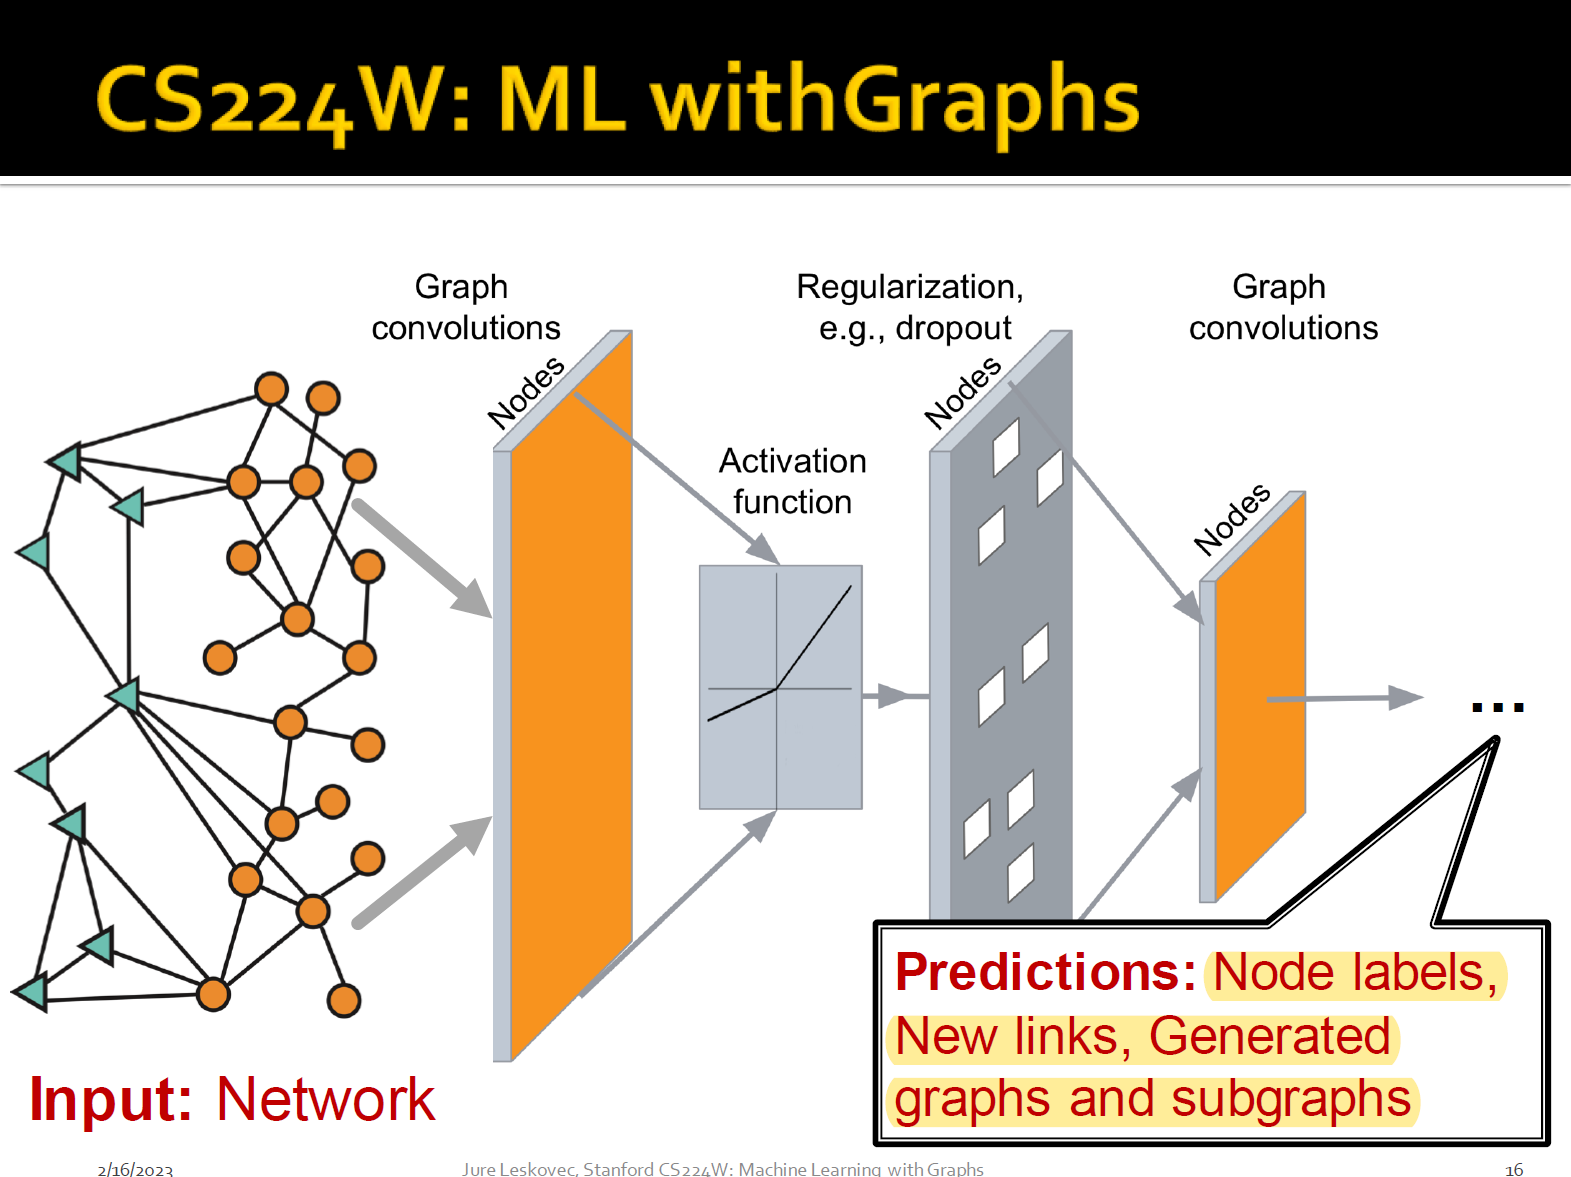 CS224W: ML withGraphs
Graph
convolutions
Regularization,
e.g., dropout
Graph
convolutions
Nodes
Nodes
Activation
function
Nodes
...
Predictions: Node labels,
New links, Generated
graphs and subgraphs
Input: Network
2/16/2023
Jure Leskovec, Stanford CS224W: Machine Learning with Graphs
16